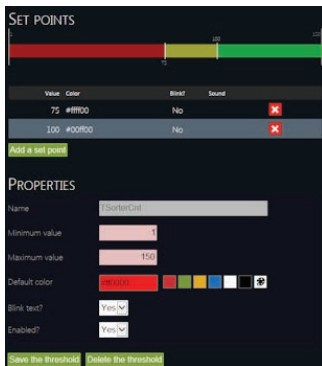 SET POINTS
100
75
Value Color Blink? Sound
75 #ffff00 No
100 #00ff00 No
Add a set point
PROPERTIES
Name TSorterCnt
Minimum value 1
Maximum value 150
Default color #ff0000
Blink text? Yes
Enabled? Yes
Save the threshold Delete the threshold